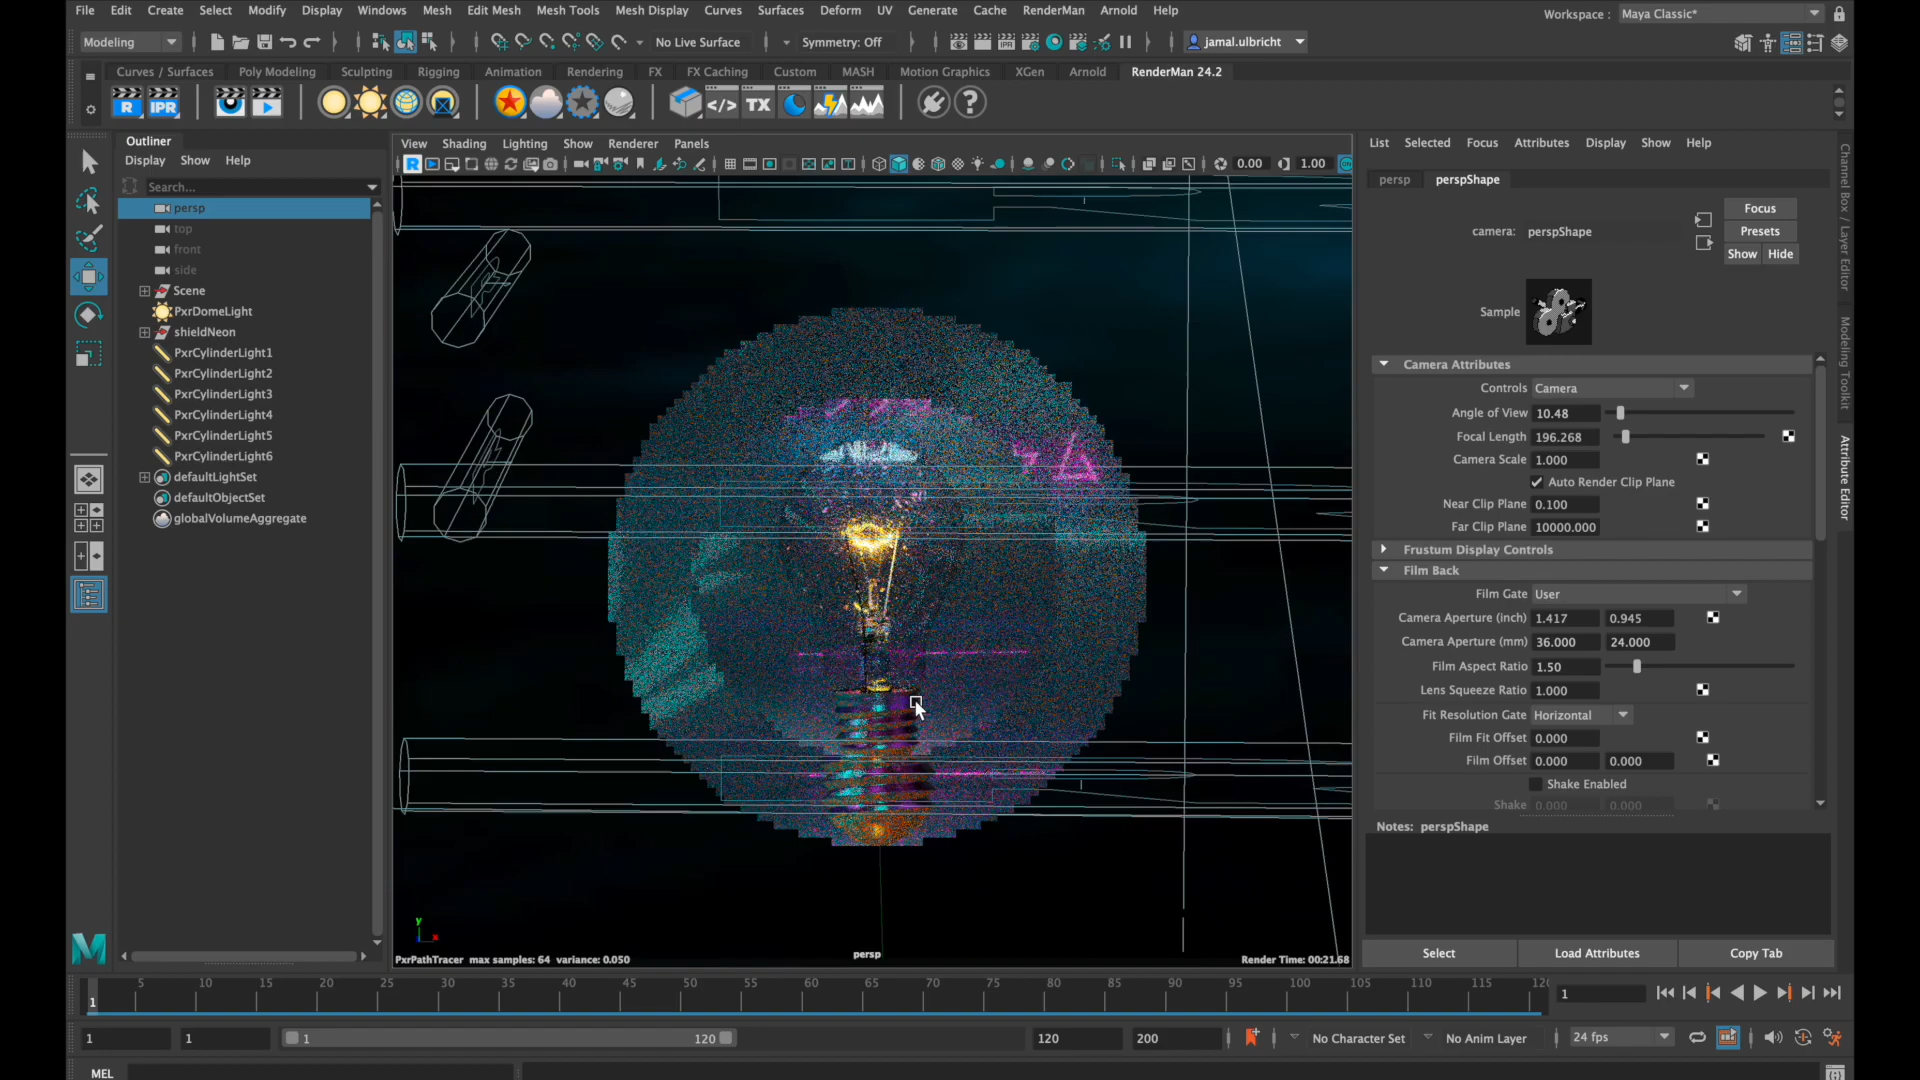 File Edit Create Select Modify Display Windows Mesh Edit Mesh Mesh Tools Mesh Display Curves Surfaces Deform UV Generate Cache RenderMan Arnold Help
Workspace : Maya Classic*
Modeling No Live Surface Symmetry: Off jamal.ulbricht
Curves / Surfaces Poly Modeling Sculpting Rigging Animation Rendering FX FX Caching Custom MASH Motion Graphics XGen Arnold RenderMan 24.2
R IPR </> TX ?
Outliner
Display Show Help
Search...
persp
top
front
side
Scene
PxrDomeLight
shieldNeon
PxrCylinderLight1
PxrCylinderLight2
PxrCylinderLight3
PxrCylinderLight4
PxrCylinderLight5
PxrCylinderLight6
defaultLightSet
defaultObjectSet
globalVolumeAggregate
View Shading Lighting Show Renderer Panels
R 0.00 1.00
y
x
persp
PxrPathTracer max samples: 64 variance: 0.050
Render Time: 00:21.68
List Selected Focus Attributes Display Show Help
persp perspShape
Focus
camera: perspShape
Presets
Show Hide
Sample
Camera Attributes
Controls Camera
Angle of View 10.48
Focal Length 196.268
Camera Scale 1.000
Auto Render Clip Plane
Near Clip Plane 0.100
Far Clip Plane 10000.000
Frustum Display Controls
Film Back
Film Gate User
Camera Aperture (inch) 1.417 0.945
Camera Aperture (mm) 36.000 24.000
Film Aspect Ratio 1.50
Lens Squeeze Ratio 1.000
Fit Resolution Gate Horizontal
Film Fit Offset 0.000
Film Offset 0.000 0.000
Shake Enabled
Shake 0.000 0.000
Notes: perspShape
Select Load Attributes Copy Tab
Channel Box / Layer Editor
Modeling Toolkit
Attribute Editor
1 5 10 15 20 25 30 35 40 45 50 55 60 65 70 75 80 85 90 95 100 105 110 115 120
1
1 1 1 120 120 200 No Character Set No Anim Layer 24 fps
MEL